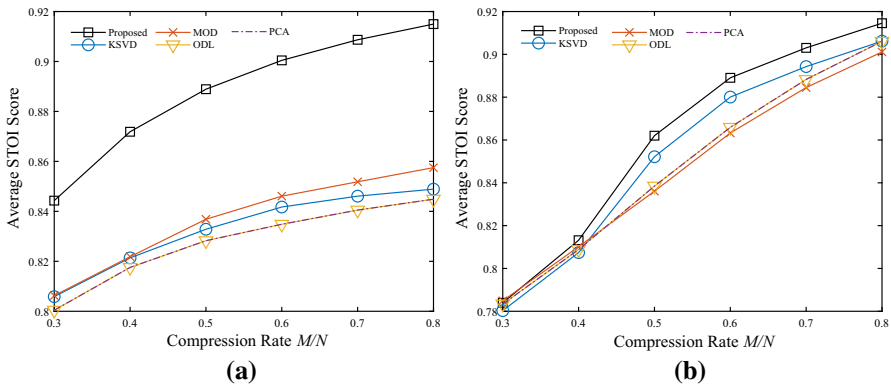 0.92
0.9
0.88
0.86
0.84
0.82
0.8
Average STOI Score
Proposed MOD PCA
KSVD ODL
0.3 0.4 0.5 0.6 0.7 0.8
Compression Rate M/N
(a)
0.92
0.9
0.88
0.86
0.84
0.82
0.8
0.78
Average STOI Score
Proposed MOD PCA
KSVD ODL
0.3 0.4 0.5 0.6 0.7 0.8
Compression Rate M/N
(b)